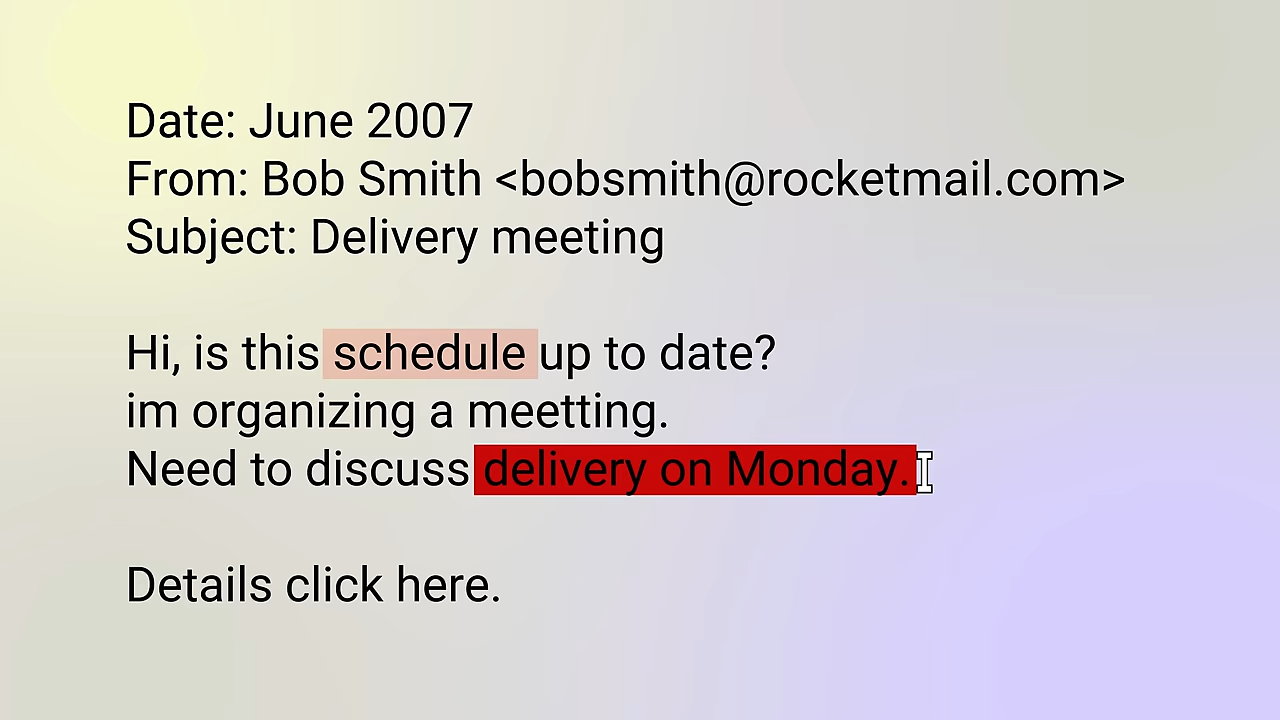 Date: June 2007
From: Bob Smith <bobsmith@rocketmail.com>
Subject: Delivery meeting
Hi, is this schedule up to date?
im organizing a meetting.
Need to discuss delivery on Monday.
Details click here.